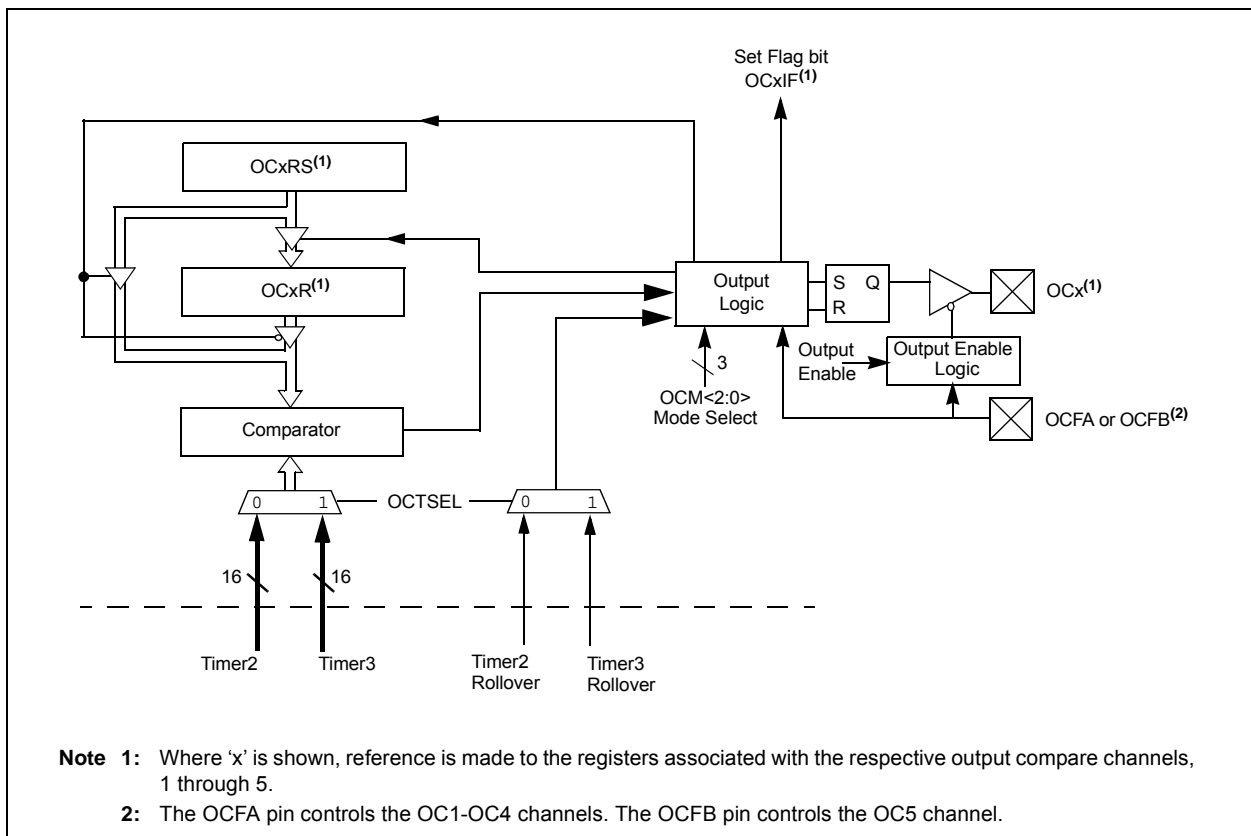 Set Flag bit
OCxIF(1)
OCxRS(1)
OCxR(1)
Output
Logic
S Q
R
OCx(1)
Output
Enable
Output Enable
Logic
3
OCM<2:0>
Mode Select
OCFA or OCFB(2)
Comparator
0 1
OCTSEL
0 1
16
16
Timer2
Timer3
Timer2
Rollover
Timer3
Rollover
Note 1: Where ‘x’ is shown, reference is made to the registers associated with the respective output compare channels,
1 through 5.
2: The OCFA pin controls the OC1-OC4 channels. The OCFB pin controls the OC5 channel.